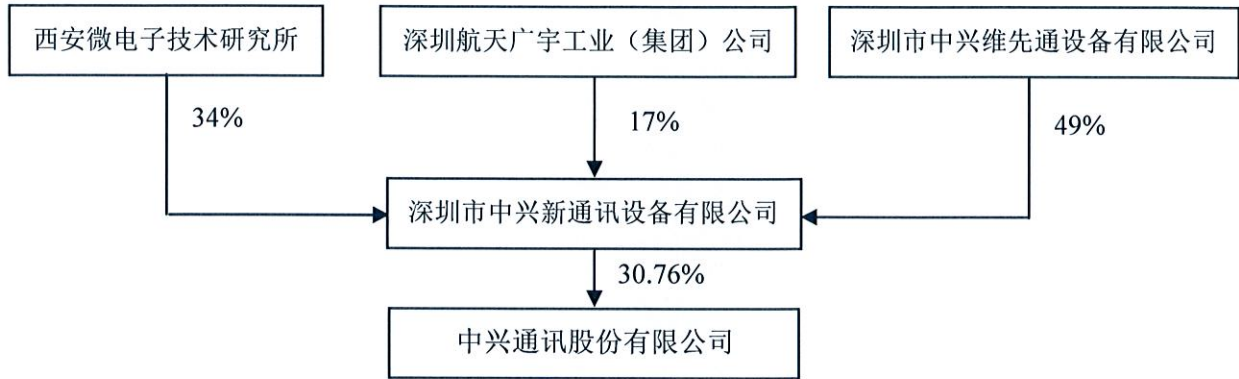 西安微电子技术研究所
深圳航天广宇工业（集团）公司
深圳市中兴维先通设备有限公司
34%
17%
49%
深圳市中兴新通讯设备有限公司
30.76%
中兴通讯股份有限公司